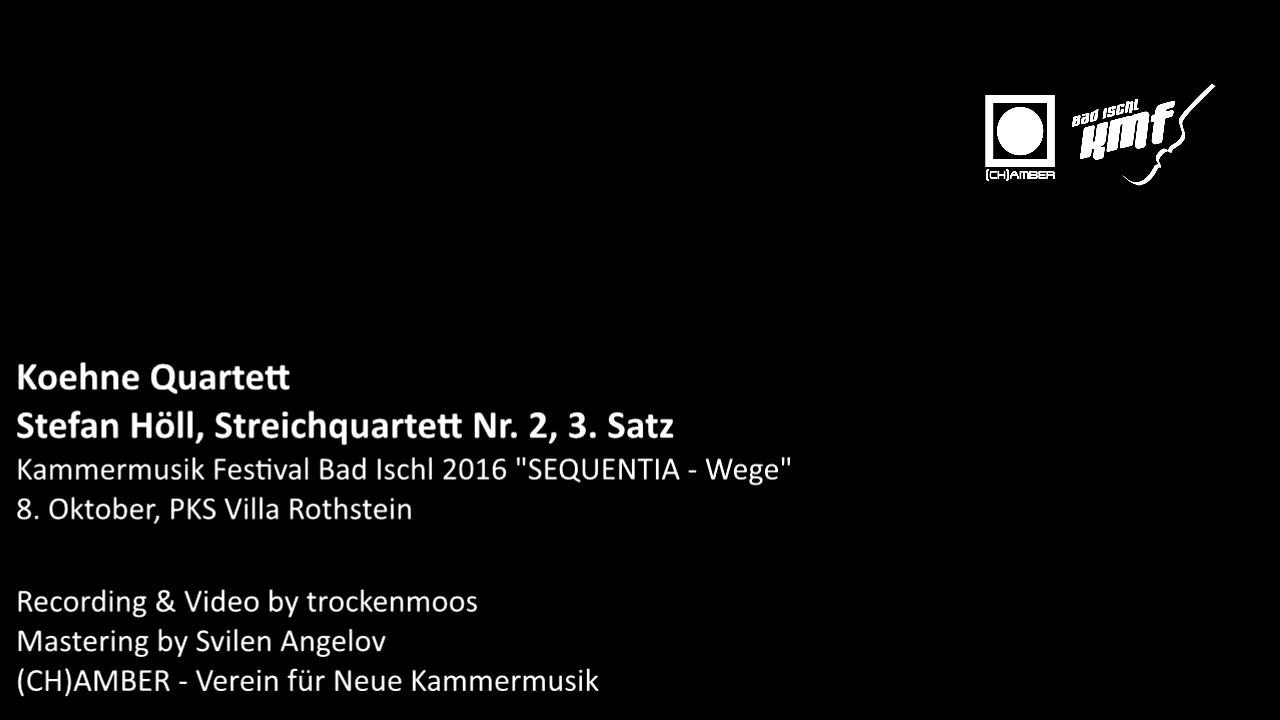 BAD ISCHL
kmf
(CH)AMBER
Koehne Quartett
Stefan Höll, Streichquartett Nr. 2, 3. Satz
Kammermusik Festival Bad Ischl 2016 "SEQUENTIA - Wege"
8. Oktober, PKS Villa Rothstein
Recording & Video by trockenmoos
Mastering by Svilen Angelov
(CH)AMBER - Verein für Neue Kammermusik